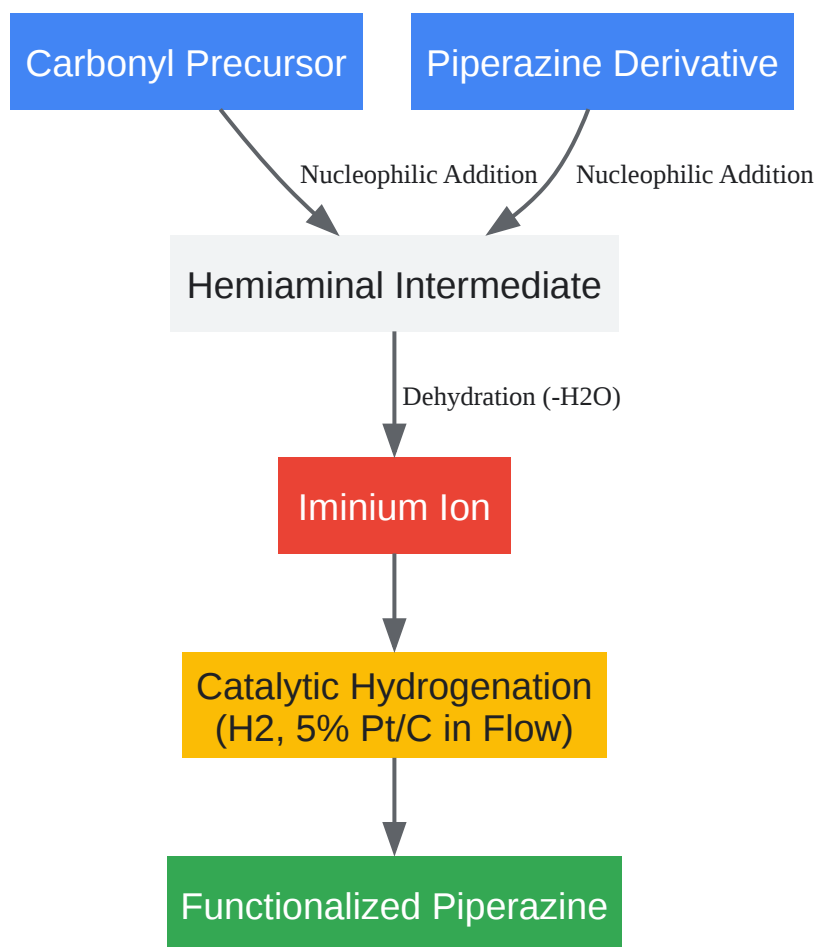 Carbonyl Precursor
Piperazine Derivative
Nucleophilic Addition
Nucleophilic Addition
Hemiaminal Intermediate
Dehydration (-H2O)
Iminium Ion
Catalytic Hydrogenation
(H2, 5% Pt/C in Flow)
Functionalized Piperazine